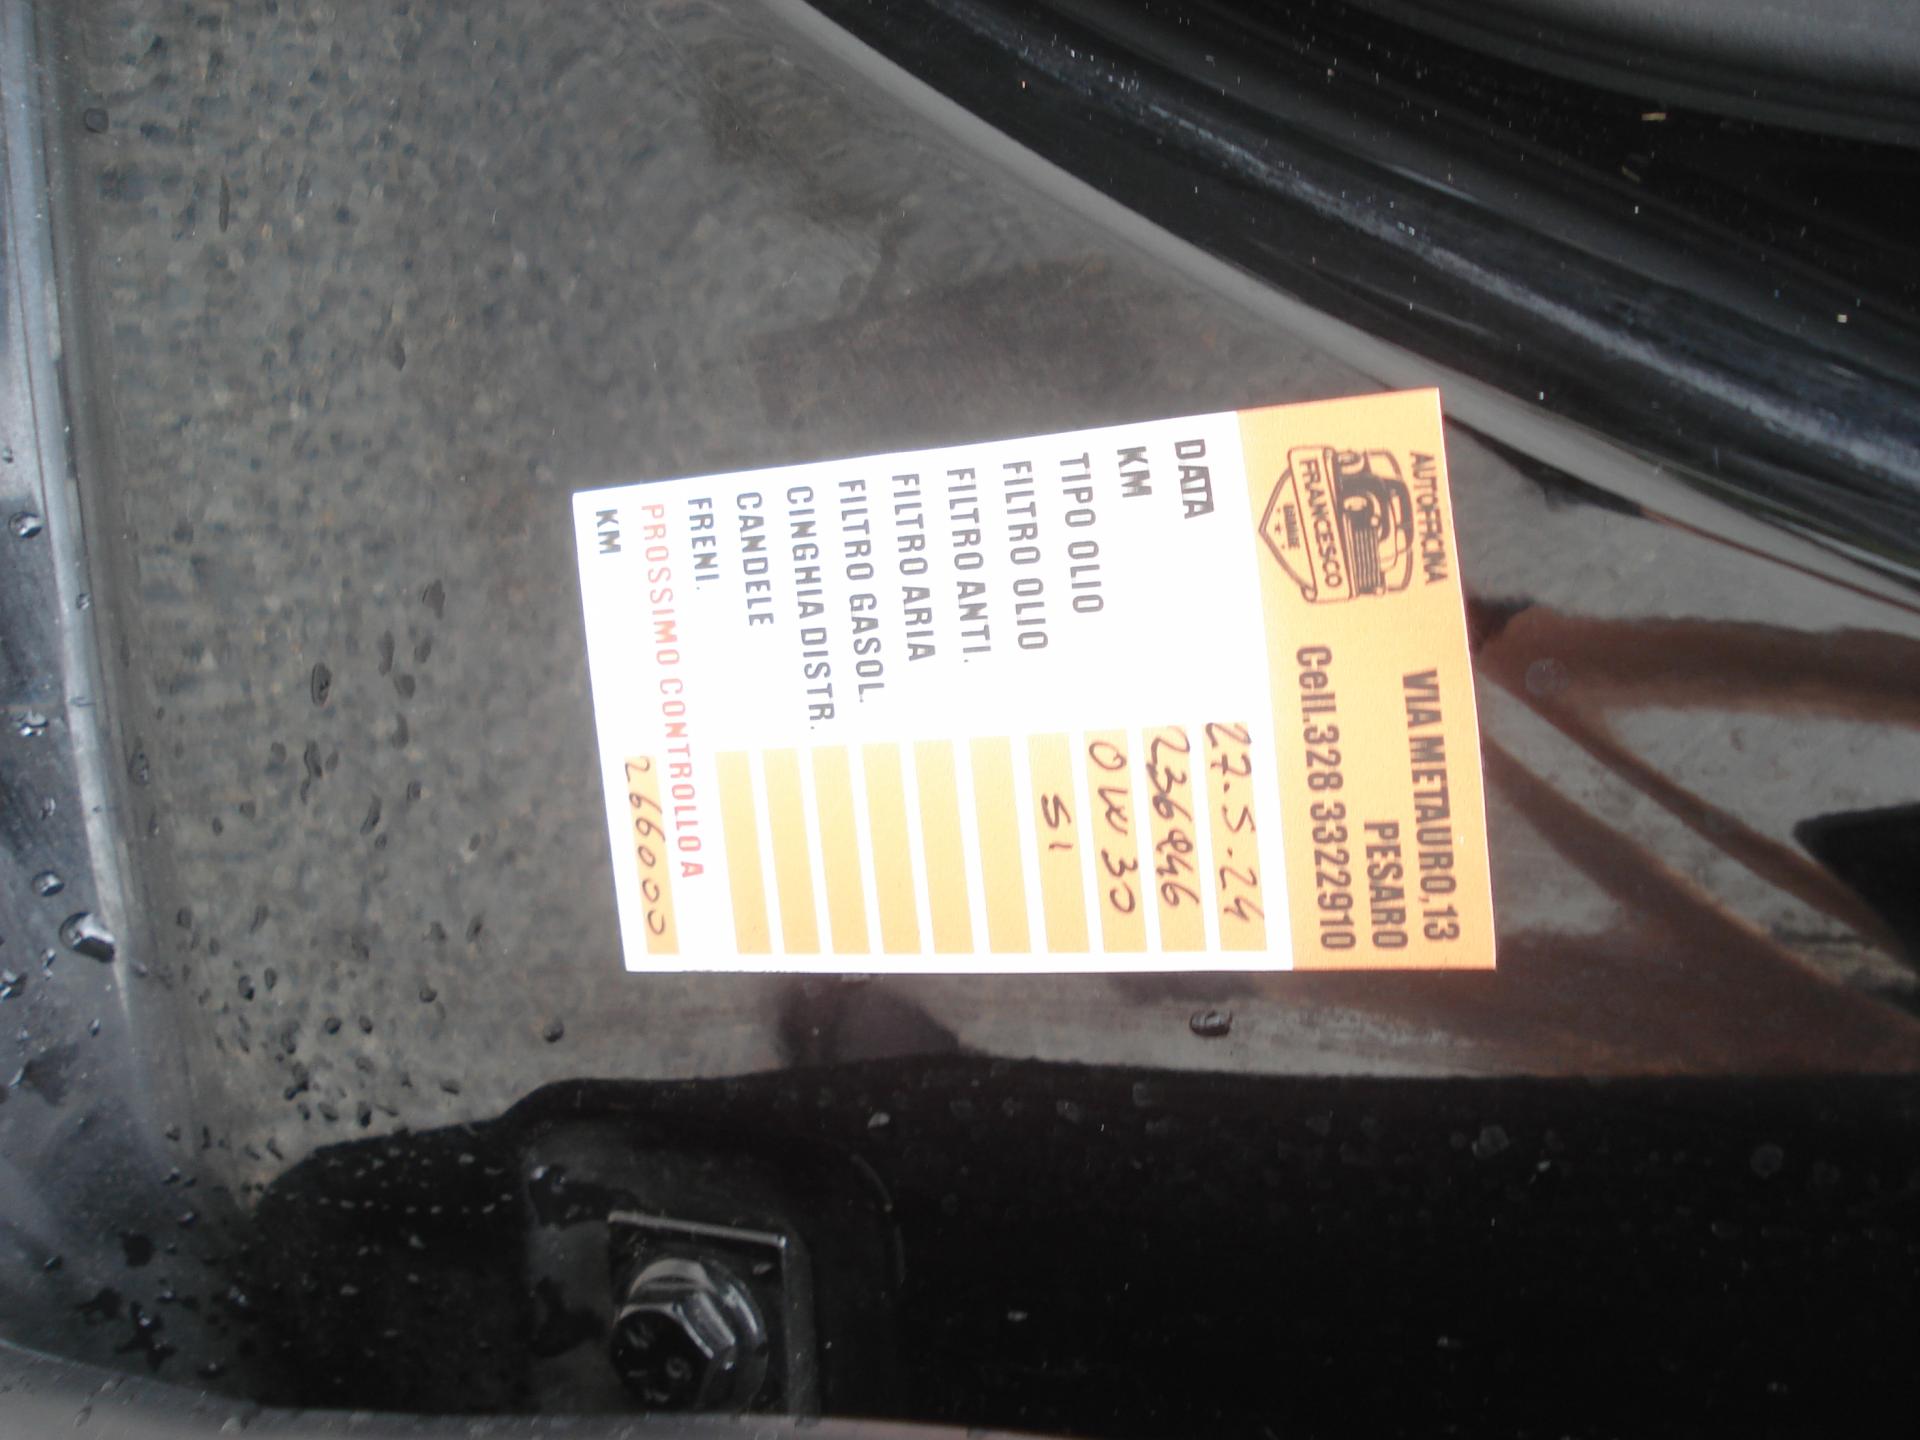 AUTOFFICINA
FRANCESCO
VIA METAURO, 13
PESARO
Cell.328 3322910
DATA 27.5.24
KM 236846
TIPO OLIO 0W30
FILTRO OLIO SI
FILTRO ANTI.
FILTRO ARIA
FILTRO GASOL.
CINGHIA DISTR.
CANDELE
FRENI.
PROSSIMO CONTROLLO A
KM 266000